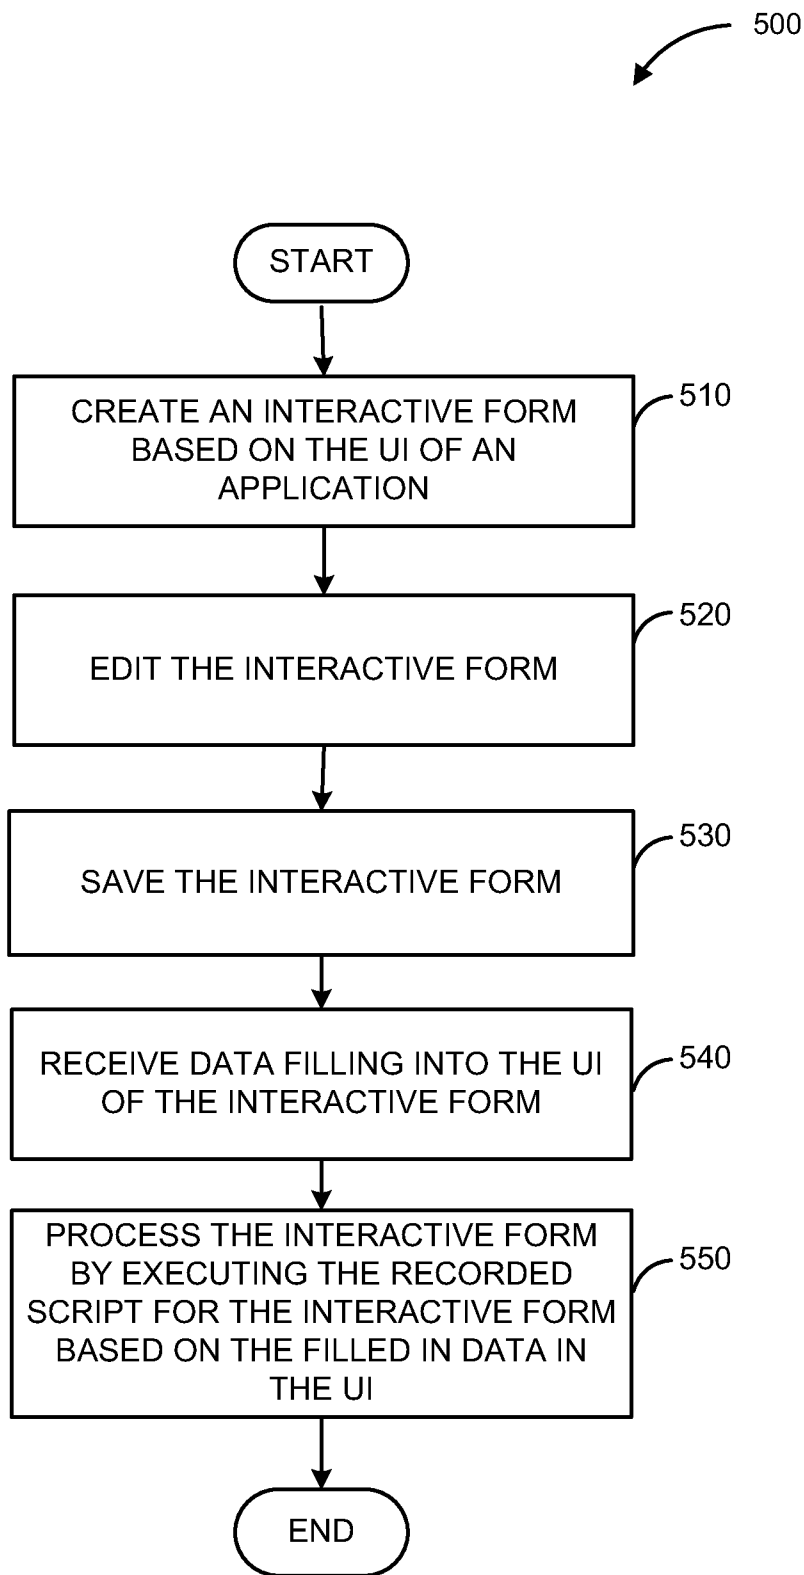 500
START
CREATE AN INTERACTIVE FORM
BASED ON THE UI OF AN
APPLICATION
510
EDIT THE INTERACTIVE FORM
520
SAVE THE INTERACTIVE FORM
530
RECEIVE DATA FILLING INTO THE UI
OF THE INTERACTIVE FORM
540
PROCESS THE INTERACTIVE FORM
BY EXECUTING THE RECORDED
SCRIPT FOR THE INTERACTIVE FORM
BASED ON THE FILLED IN DATA IN
THE UI
550
END